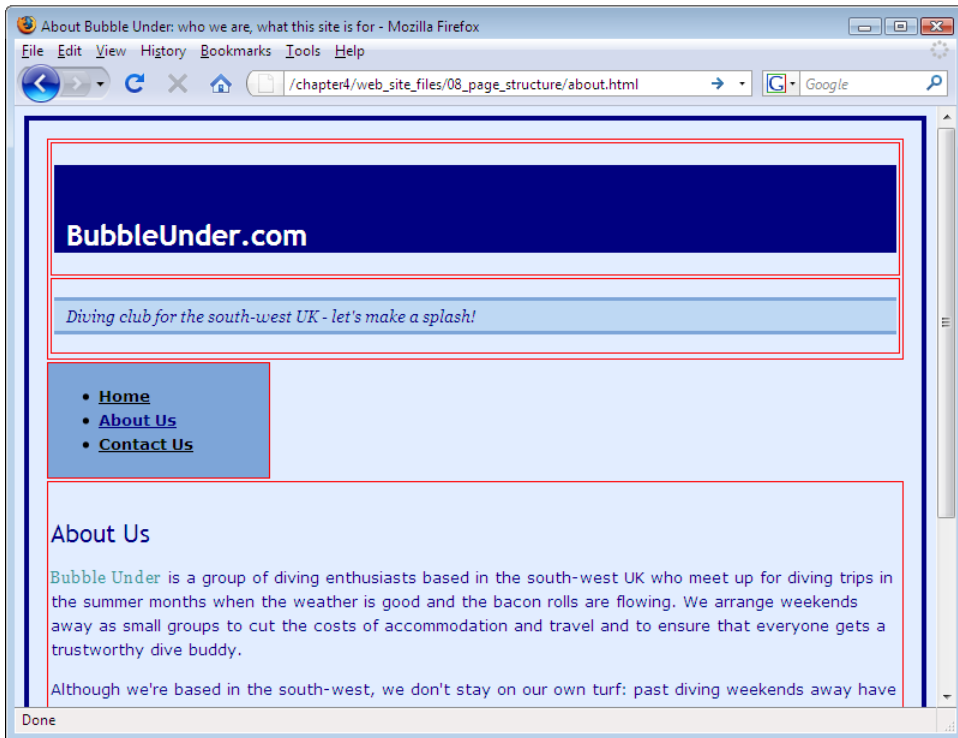 About Bubble Under: who we are, what this site is for - Mozilla Firefox
File Edit View History Bookmarks Tools Help
/chapter4/web_site_files/08_page_structure/about.html
G Google
BubbleUnder.com
Diving club for the south-west UK - let's make a splash!
Home
About Us
Contact Us
About Us
Bubble Under is a group of diving enthusiasts based in the south-west UK who meet up for diving trips in
the summer months when the weather is good and the bacon rolls are flowing. We arrange weekends
away as small groups to cut the costs of accommodation and travel and to ensure that everyone gets a
trustworthy dive buddy.
Although we're based in the south-west, we don't stay on our own turf: past diving weekends away have
Done